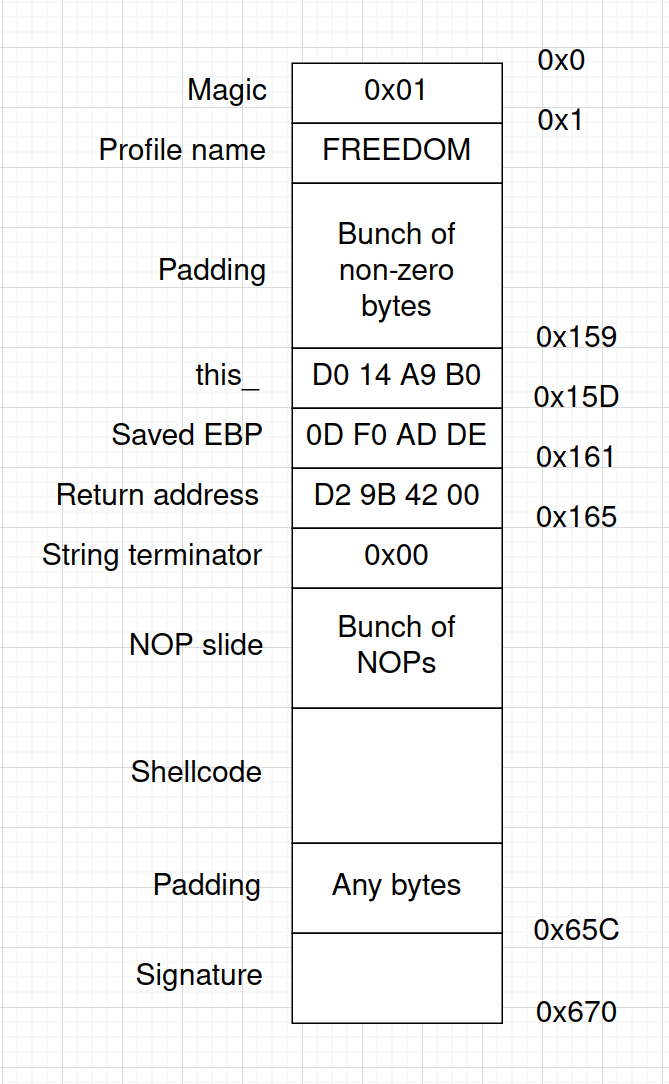 0x0
Magic 0x01
0x1
Profile name FREEDOM
Bunch of
Padding non-zero
bytes
0x159
this_ D0 14 A9 B0
0x15D
Saved EBP 0D F0 AD DE
0x161
Return address D2 9B 42 00
0x165
String terminator 0x00
Bunch of
NOP slide
NOPs
Shellcode
Padding Any bytes
0x65C
Signature
0x670